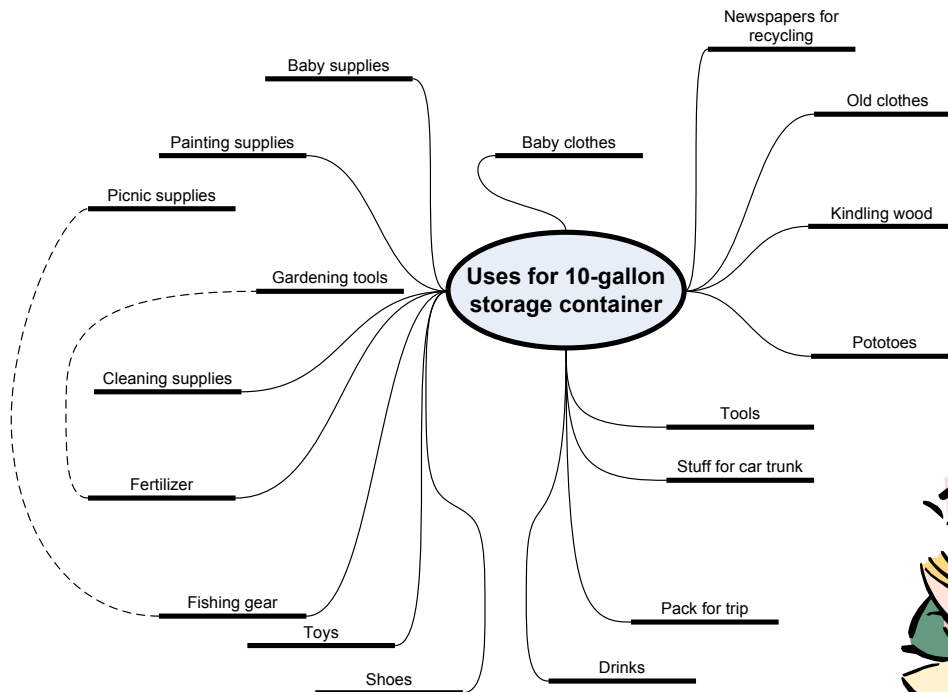 Newspapers for
recycling
Baby supplies
Old clothes
Painting supplies
Baby clothes
Picnic supplies
Kindling wood
Gardening tools
Uses for 10-gallon
storage container
Pototoes
Cleaning supplies
Tools
Stuff for car trunk
Fertilizer
Fishing gear
Pack for trip
Toys
Drinks
Shoes